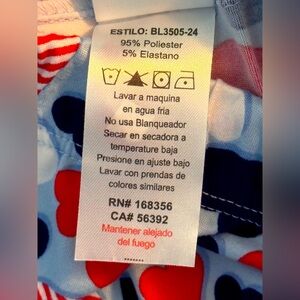 ESTILO: BL3505-24
95% Poliester
5% Elastano
Lavar a maquina
en agua fria
No usa Blanqueador
Secar en secadora a
temperature baja
Presione en ajuste bajo
Lavar con prendas de
colores similares
RN# 168356
CA# 56392
Mantener alejado
del fuego